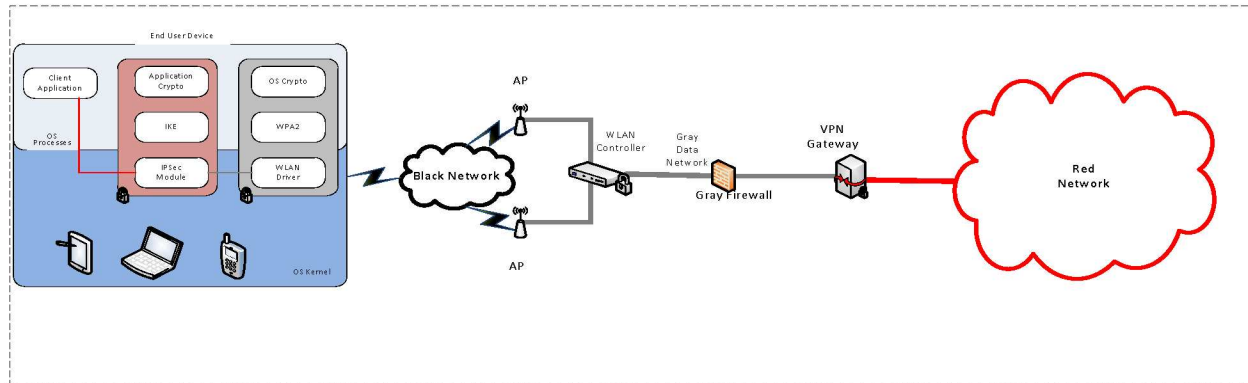 End User Device
Client
Application
Application
Crypto
OS Crypto
IKE
WPA2
OS
Processes
IPSec
Module
WLAN
Driver
OS Kernel
Black Network
AP
AP
WLAN
Controller
Gray
Data
Network
Gray Firewall
VPN
Gateway
Red
Network